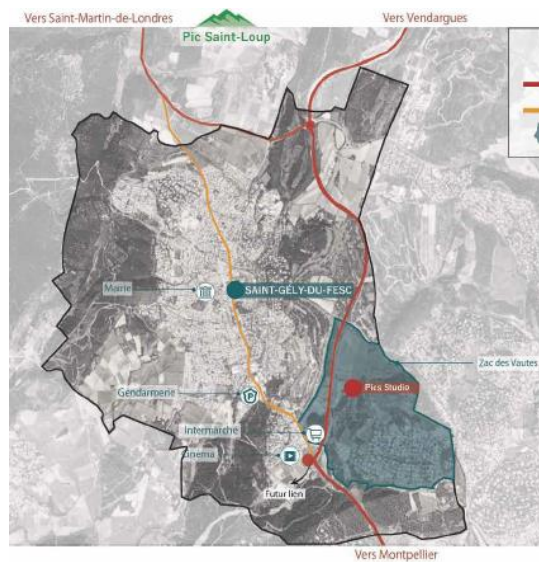 Vers Saint-Martin-de-Londres
Vers Vendargues
Pic Saint-Loup
Mairie
SAINT-GÉLY-DU-FESC
Zac des Vautes
Pics Studio
Gendarmerie
Intermarché
Cinéma
Futur lien
Vers Montpellier